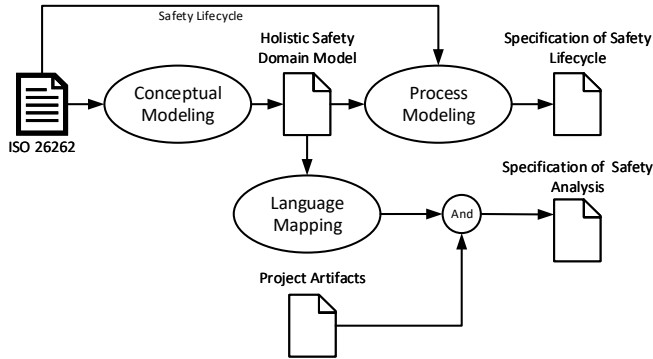 Safety Lifecycle
Holistic Safety
Domain Model
Specification of Safety
Lifecycle
Conceptual
Modeling
Process
Modeling
ISO 26262
Specification of Safety
Analysis
Language
Mapping
And
Project Artifacts